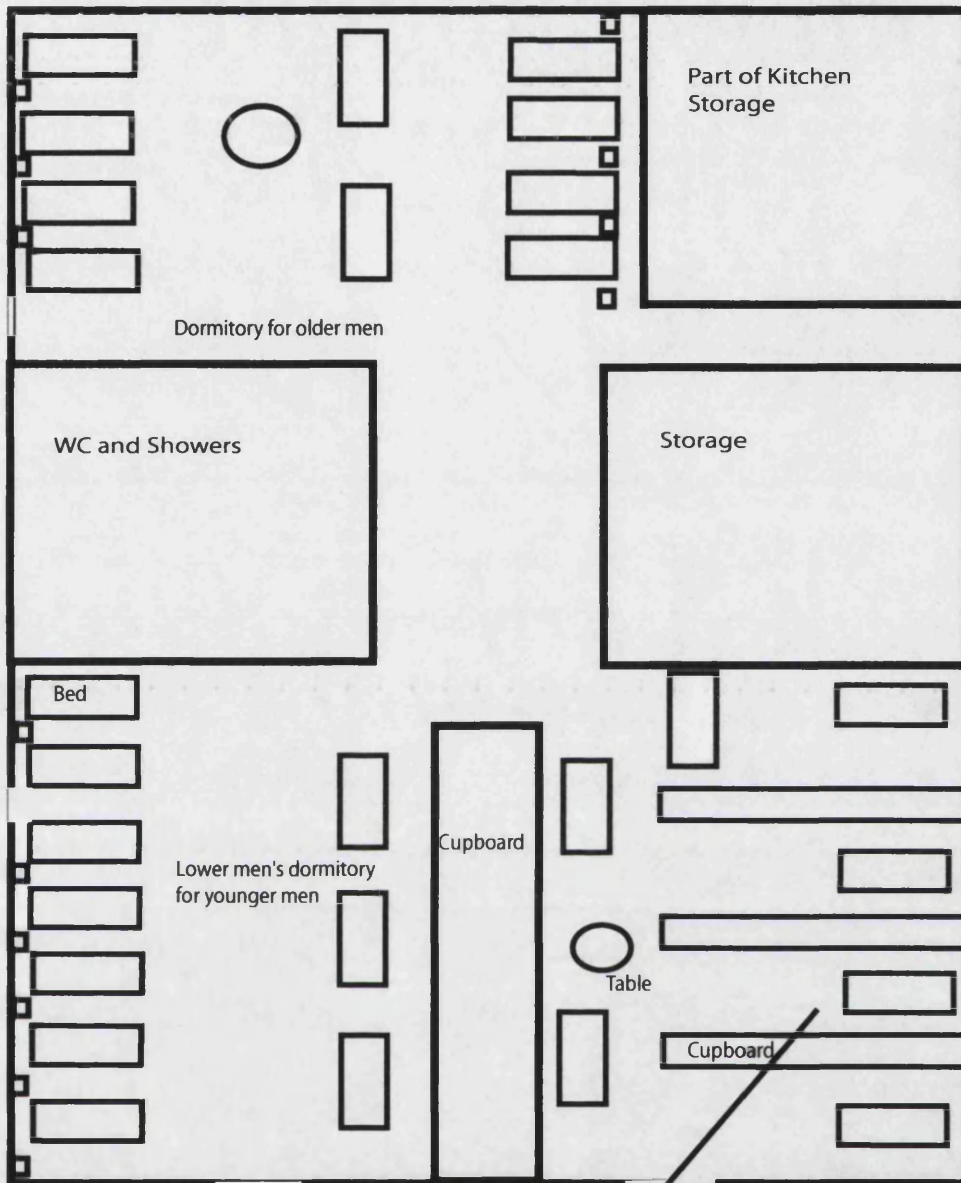 Part of Kitchen
Storage
Dormitory for older men
WC and Showers
Storage
Bed
Cupboard
Lower men's dormitory
for younger men
Table
Cupboard